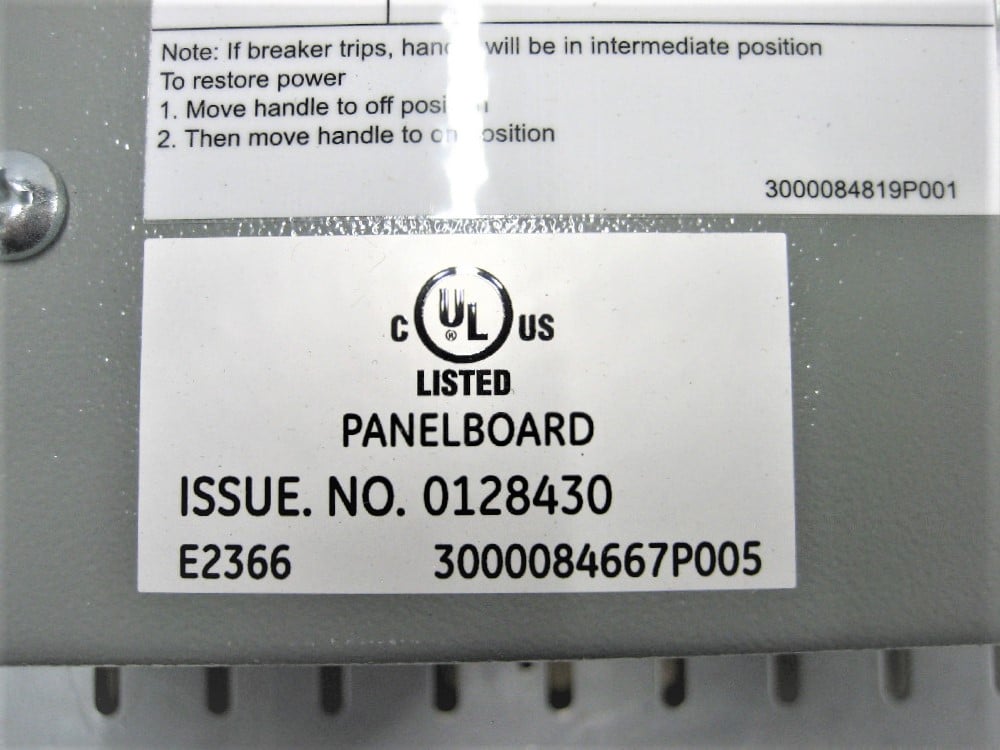 Note: If breaker trips, will be in intermediate position
To restore power
1. Move handle to off
2. Then move handle to position
3000084819P001
C UL ® US
LISTED
PANELBOARD
ISSUE. NO. 0128430
E2366 3000084667P005